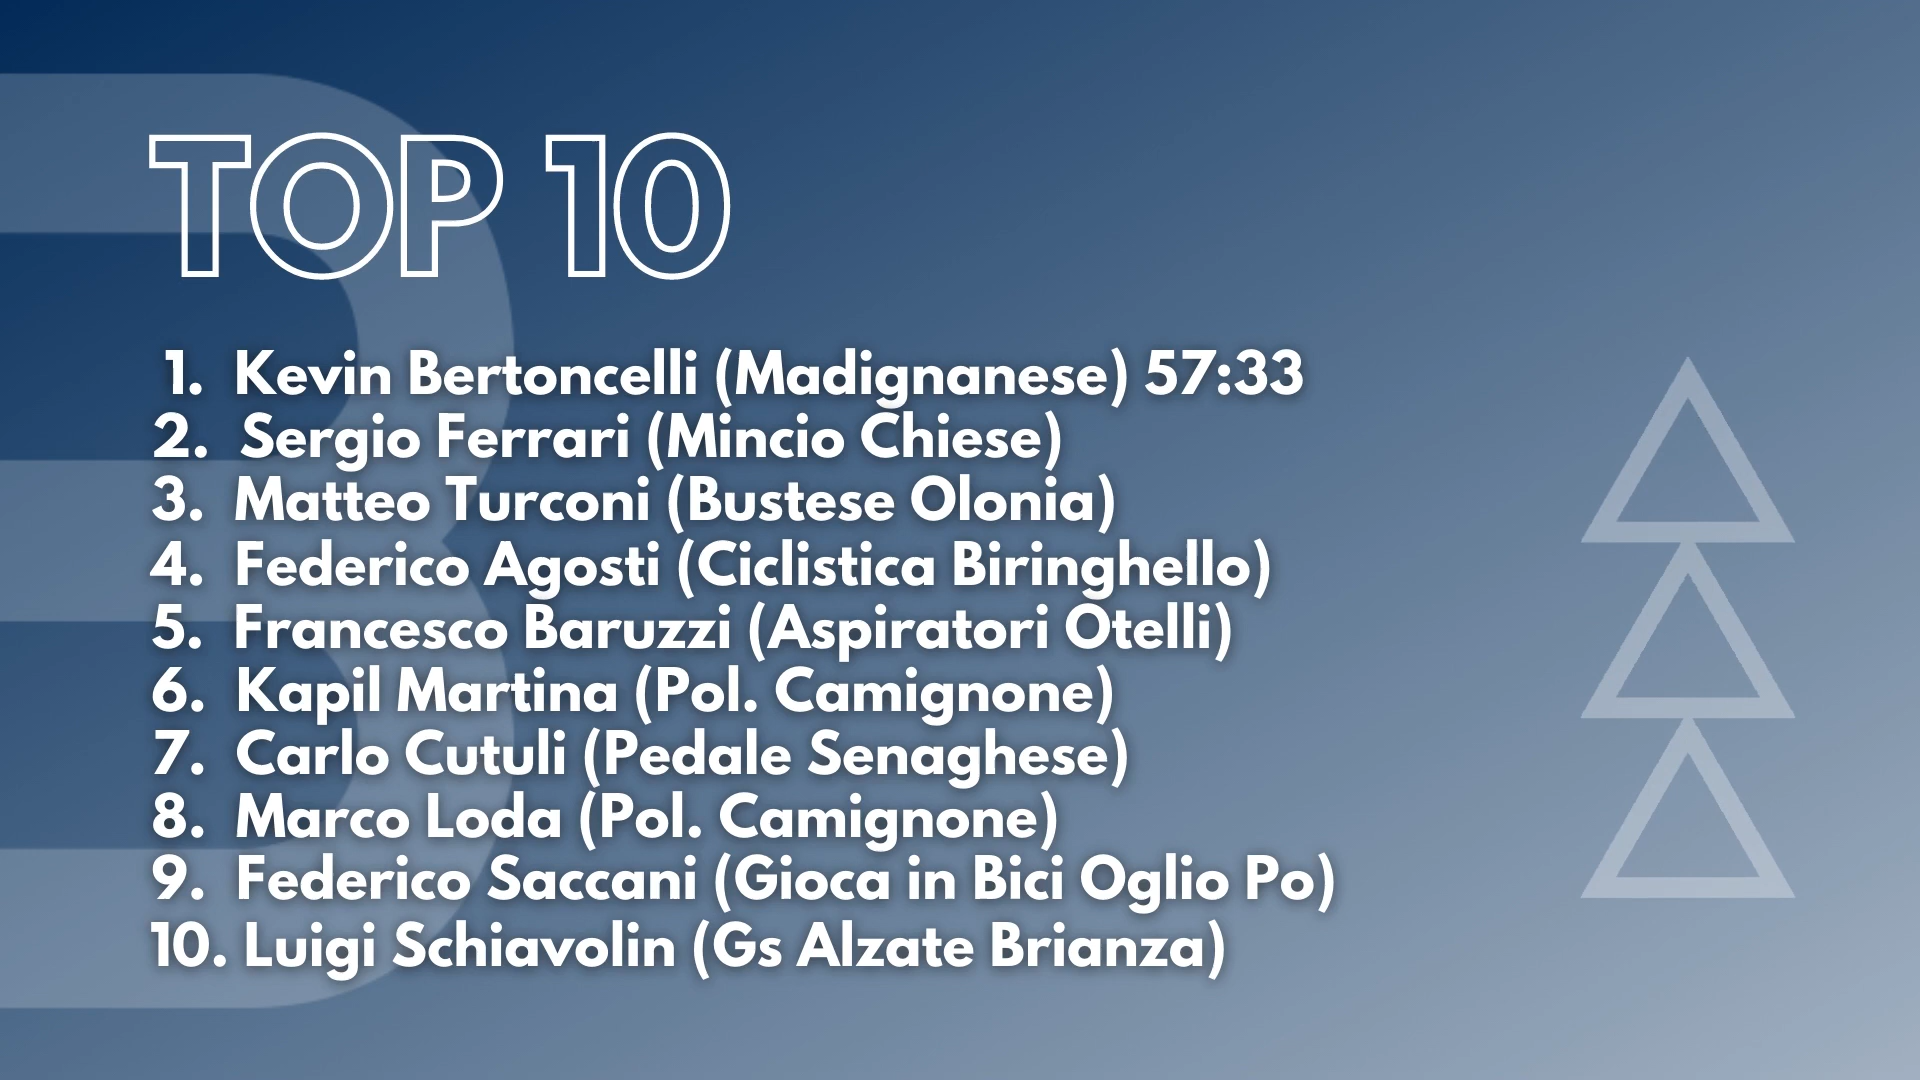 TOP 10
1. Kevin Bertoncelli (Madignanese) 57:33
2. Sergio Ferrari (Mincio Chiese)
3. Matteo Turconi (Bustese Olonia)
4. Federico Agosti (Ciclistica Biringhello)
5. Francesco Baruzzi (Aspiratori Otelli)
6. Kapil Martina (Pol. Camignone)
7. Carlo Cutuli (Pedale Senaghese)
8. Marco Loda (Pol. Camignone)
9. Federico Saccani (Gioca in Bici Oglio Po)
10. Luigi Schiavolin (Gs Alzate Brianza)